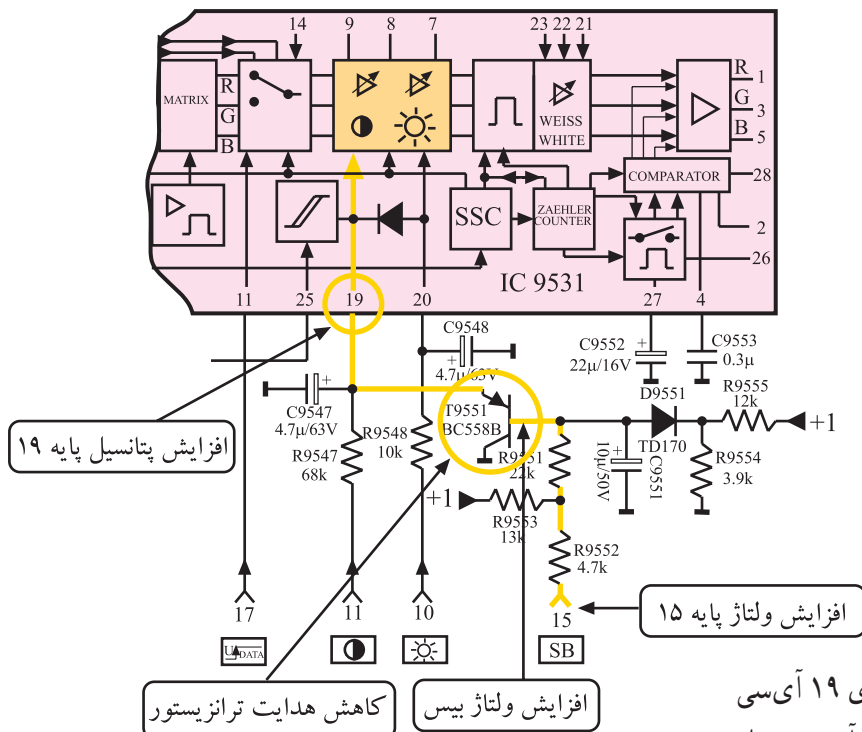 14 9 8 7 23 22 21
MATRIX
R
G
B
WEISS
WHITE
R
1
G
3
B
5
COMPARATOR
28
SSC
ZAEHLER
COUNTER
2
26
IC 9531
11 25 19 20 27 4
C9548
4.7µ/63V
+
C9552
22µ/16V
+
C9553
0.3µ
C9547
4.7µ/63V
+
T9551
BC558B
D9551
TD170
R9555
12k
+1
افزایش پتانسیل پایه ۱۹
R9547
68k
R9548
10k
R9551
22k
10µ/50V
C9551
+
R9554
3.9k
+1
R9553
13k
R9552
4.7k
17 11 10 15
U DATA
SB
افزایش ولتاژ پایه ۱۵
کاهش هدایت ترانزیستور
افزایش ولتاژ بیس
ی ۱۹ آی‌سی